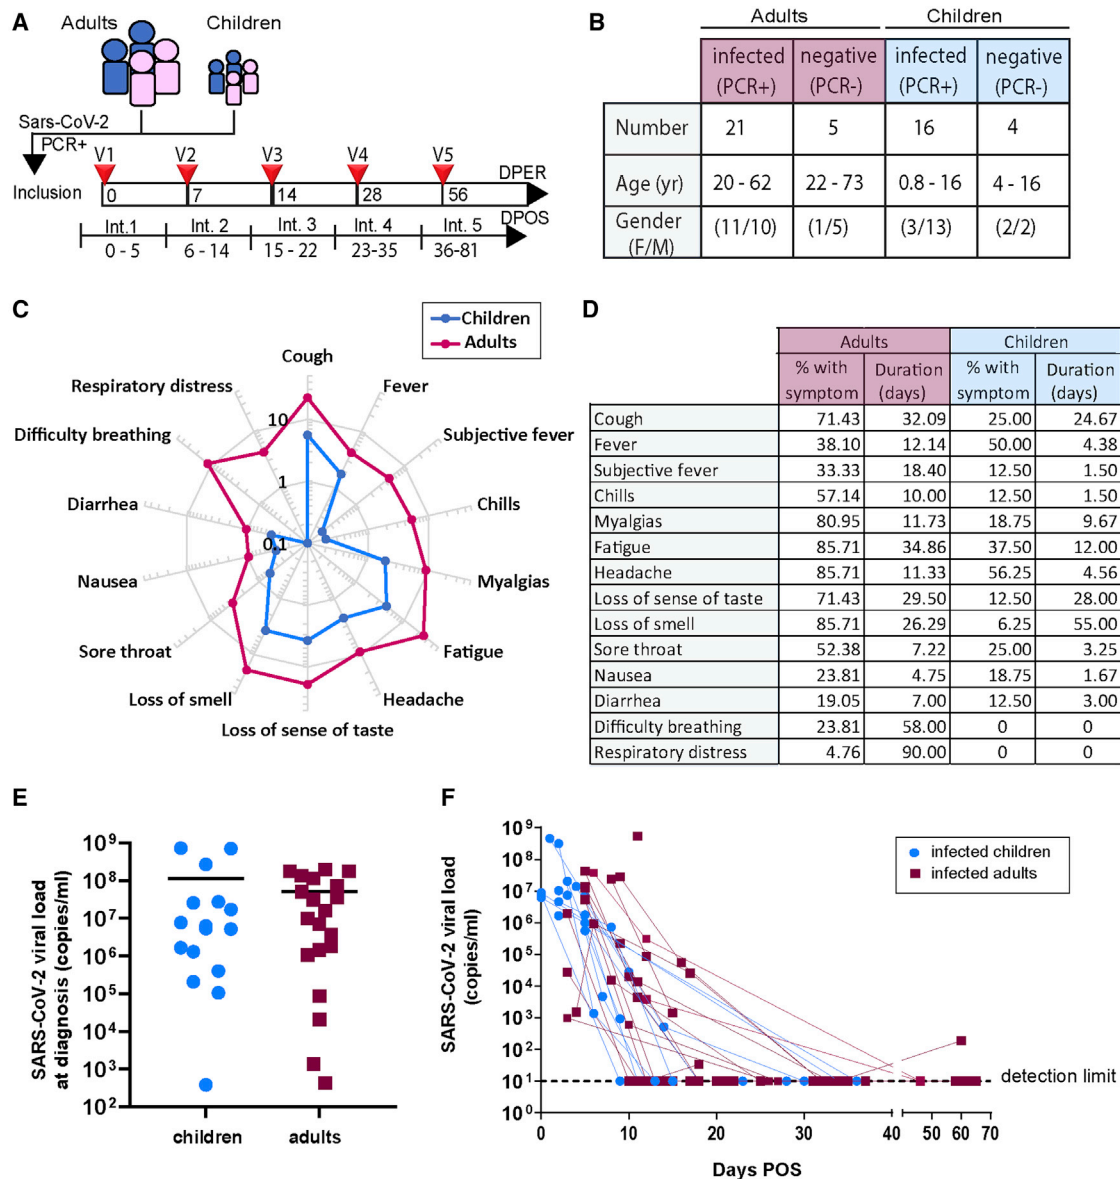 A
Adults
Children
Sars-CoV-2
PCR+
Inclusion
V1 V2 V3 V4 V5
DPER
0 7 14 28 56
DPOS
Int.1 Int. 2 Int. 3 Int. 4 Int. 5
0 - 5 6 - 14 15 - 22 23-35 36-81
B
Adults Children
infected (PCR+) negative (PCR-) infected (PCR+) negative (PCR-)
Number 21 5 16 4
Age (yr) 20 - 62 22 - 73 0.8 - 16 4 - 16
Gender (F/M) (11/10) (1/5) (3/13) (2/2)
C
Children
Adults
Cough
Fever
Subjective fever
Chills
Myalgias
Fatigue
Headache
Loss of sense of taste
Loss of smell
Sore throat
Nausea
Diarrhea
Difficulty breathing
Respiratory distress
10
1
0.1
D
Adults Children
% with symptom Duration (days) % with symptom Duration (days)
Cough 71.43 32.09 25.00 24.67
Fever 38.10 12.14 50.00 4.38
Subjective fever 33.33 18.40 12.50 1.50
Chills 57.14 10.00 12.50 1.50
Myalgias 80.95 11.73 18.75 9.67
Fatigue 85.71 34.86 37.50 12.00
Headache 85.71 11.33 56.25 4.56
Loss of sense of taste 71.43 29.50 12.50 28.00
Loss of smell 85.71 26.29 6.25 55.00
Sore throat 52.38 7.22 25.00 3.25
Nausea 23.81 4.75 18.75 1.67
Diarrhea 19.05 7.00 12.50 3.00
Difficulty breathing 23.81 58.00 0 0
Respiratory distress 4.76 90.00 0 0
E
SARS-CoV-2 viral load
at diagnosis (copies/ml)
10⁹
10⁸
10⁷
10⁶
10⁵
10⁴
10³
10²
children adults
F
SARS-CoV-2 viral load
(copies/ml)
10⁹
10⁸
10⁷
10⁶
10⁵
10⁴
10³
10²
10¹
10⁰
infected children
infected adults
detection limit
0 10 20 30 40 50 60 70
Days POS